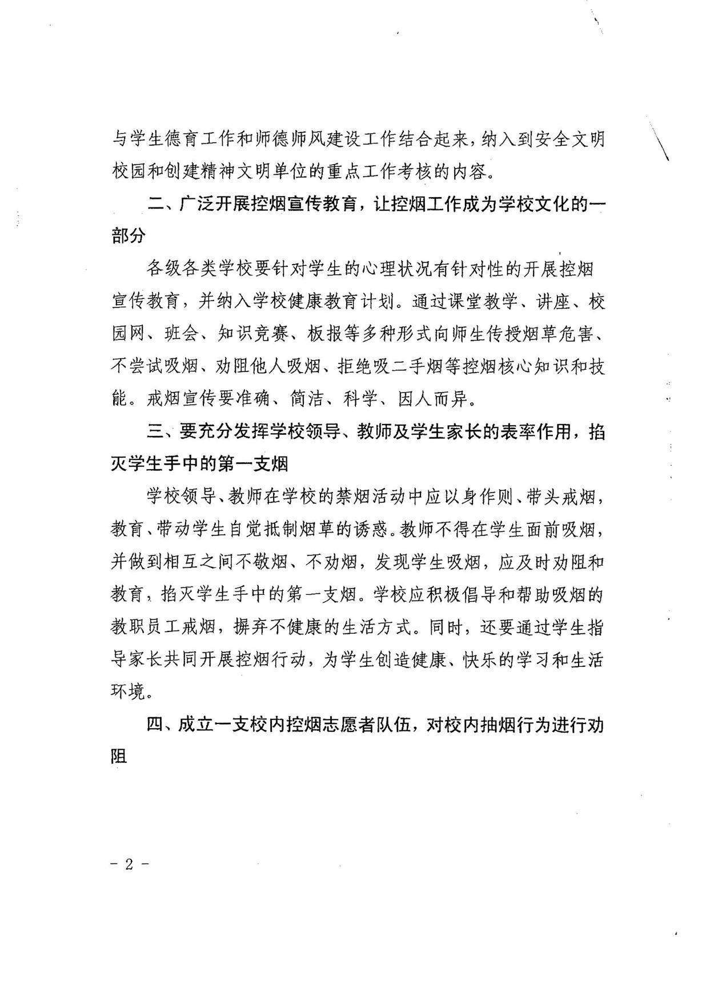 与学生德育工作和师德师风建设工作结合起来，纳入到安全文明
校园和创建精神文明单位的重点工作考核的内容。
二、广泛开展控烟宣传教育，让控烟工作成为学校文化的一
部分
各级各类学校要针对学生的心理状况有针对性的开展控烟
宣传教育，并纳入学校健康教育计划。通过课堂教学、讲座、校
园网、班会、知识竞赛、板报等多种形式向师生传授烟草危害、
不尝试吸烟、劝阻他人吸烟、拒绝吸二手烟等控烟核心知识和技
能。戒烟宣传要准确、简洁、科学、因人而异。
三、要充分发挥学校领导、教师及学生家长的表率作用，掐
灭学生手中的第一支烟
学校领导、教师在学校的禁烟活动中应以身作则、带头戒烟，
教育、带动学生自觉抵制烟草的诱惑。教师不得在学生面前吸烟，
并做到相互之间不敬烟、不劝烟，发现学生吸烟，应及时劝阻和
教育，掐灭学生手中的第一支烟。学校应积极倡导和帮助吸烟的
教职员工戒烟，摒弃不健康的生活方式。同时，还要通过学生指
导家长共同开展控烟行动，为学生创造健康、快乐的学习和生活
环境。
四、成立一支校内控烟志愿者队伍，对校内抽烟行为进行劝
阻
- 2 -